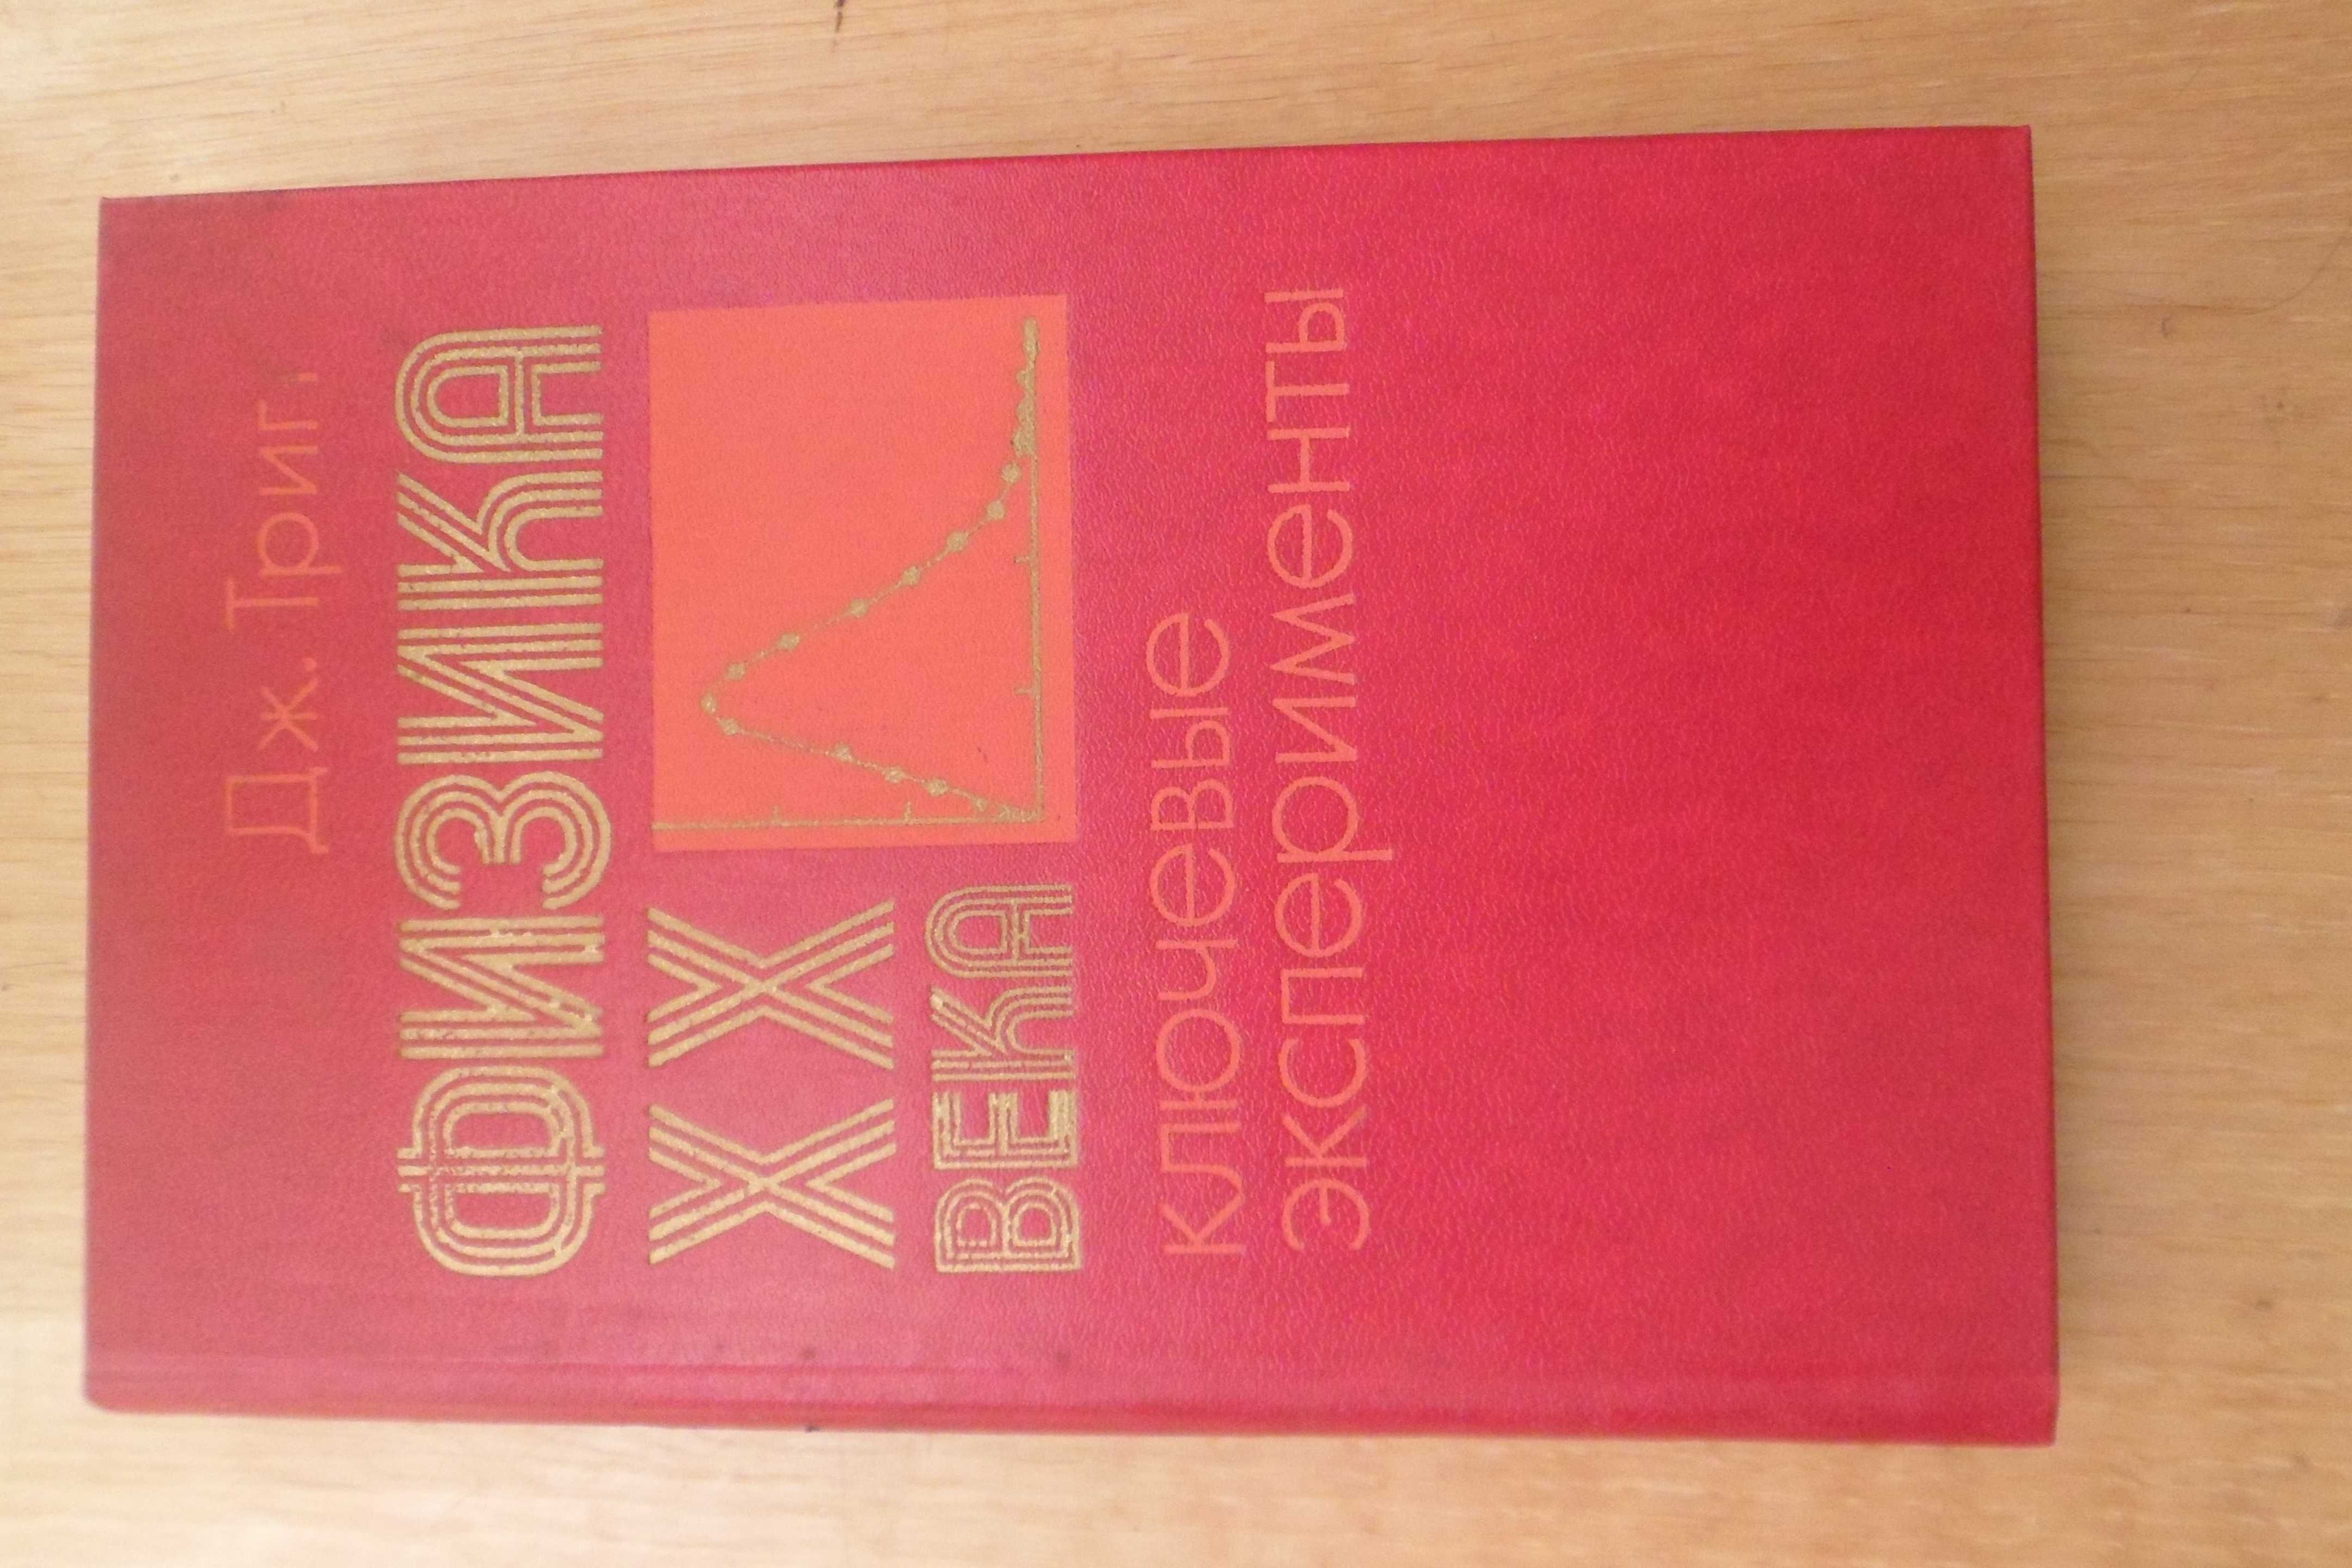 Дж. Тригг
ФИЗИКА
XX
ВЕКА
КЛЮЧЕВЫЕ
ЭКСПЕРИМЕНТЫ